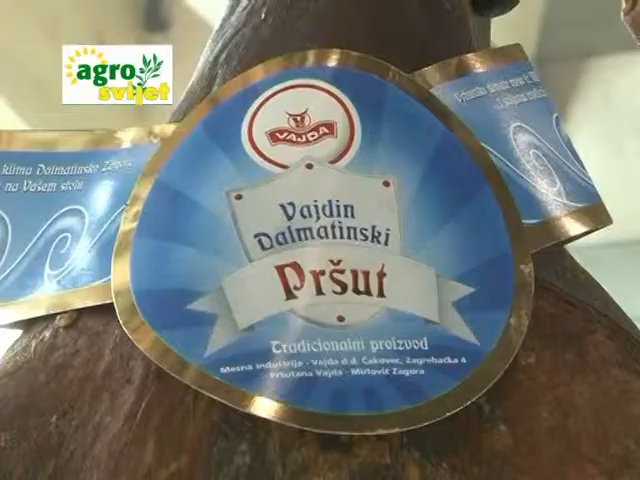 agro
svijet
VAJDA
Vajdin
Dalmatinski
Pršut
Tradicionalni proizvod
Mesna industrija - Vajda d.d. Čakovec, Zagrebačka 4
Pršutana Vajda - Mirlović Zagora
klima Dalmatinske Zagore
na Vašem stolu